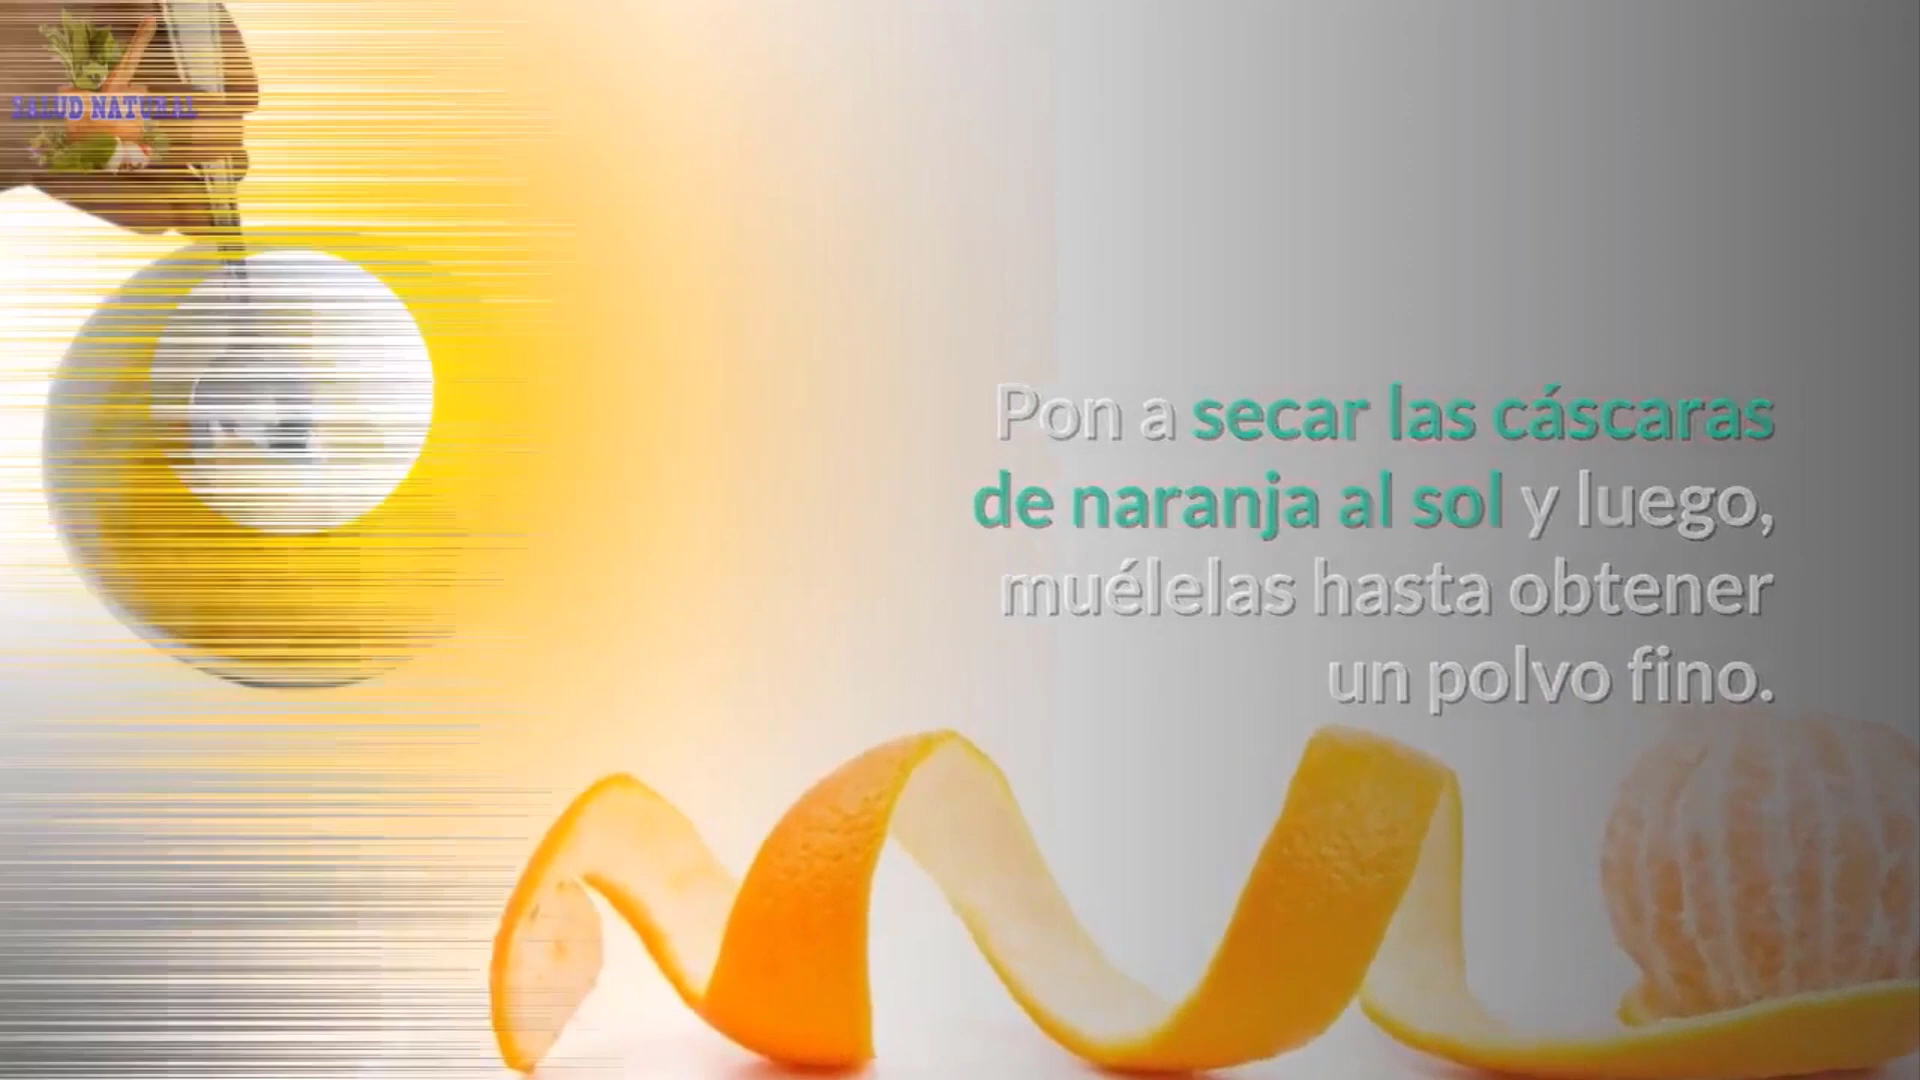 SALUD NATURAL
Pon a secar las cáscaras
de naranja al sol y luego,
muélelas hasta obtener
un polvo fino.